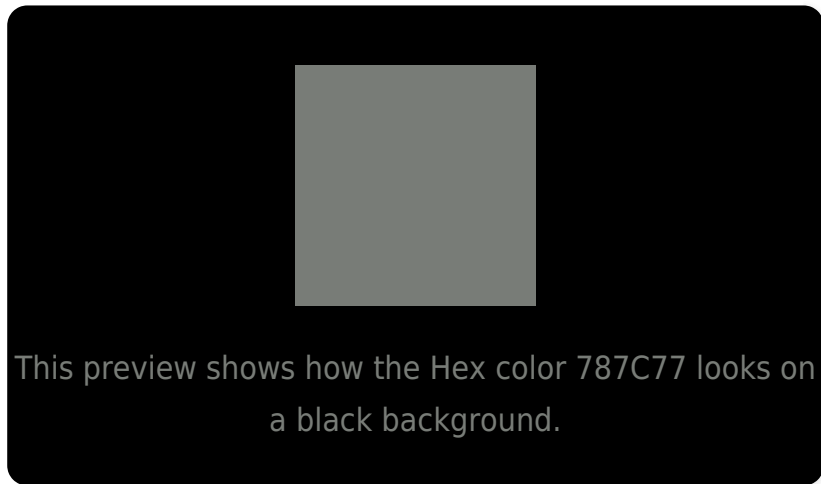 This preview shows how the Hex color 787C77 looks on
a black background.